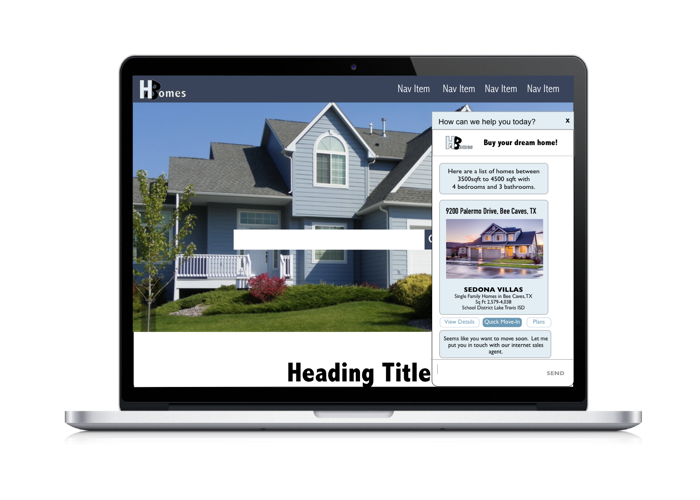 HBomes
Nav Item Nav Item Nav Item Nav Item
How can we help you today? x
Buy your dream home!
Here are a list of homes between
3500sqft to 4500 sqft with
4 bedrooms and 3 bathrooms.
9200 Palermo Drive, Bee Caves, TX
SEDONA VILLAS
Single Family Homes in Bee Caves,TX
Sq Ft 2,579-4,038
School District Lake Travis ISD
View Details Quick Move-In Plans
Seems like you want to move soon. Let me
put you in touch with our internet sales
agent.
Heading Title
SEND